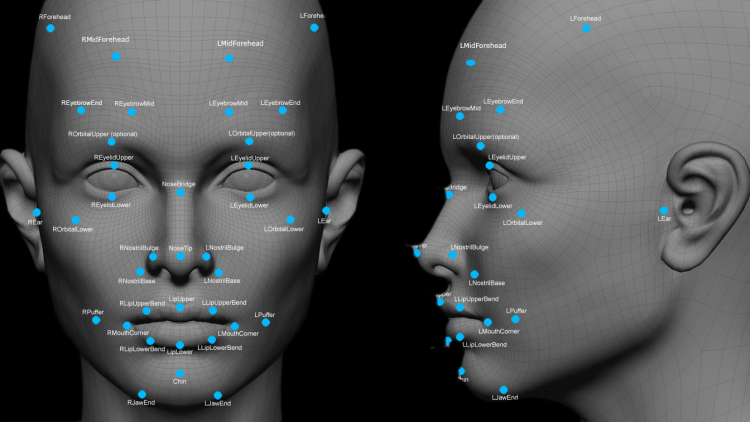 RForehead
LForehe
RMidForehead
LMidForehead
REyebrowEnd
REyebrowMid
LEyebrowMid
LEyebrowEnd
ROrbitalUpper (optional)
LOrbitalUpper(optional)
REyelidUpper
LEyelidUpper
NoseBridge
REyelidLower
LEyelidLower
REar
LEar
ROrbitalLower
LOrbitalLower
RNostrilBulge
NoseTip
LNostrilBulge
RNostrilBase
LNostrilBase
RLipUpperBend
LipUpper
LLipUpperBend
RPuffer
LPuffer
RMouthCorner
LMouthCorner
RLipLowerBend
LipLower
LLipLowerBend
Chin
RJawEnd
LJawEnd
LForehead
LMidForehead
LEyebrowMid
LEyebrowEnd
LOrbitalUpper(optional)
LEyelidUpper
Bridge
LEyelidLower
LOrbitalLower
LEar
LNostrilBulge
LNostrilBase
LLipUpperBend
LPuffer
LMouthCorner
LLipLowerBend
hin
LJawEnd